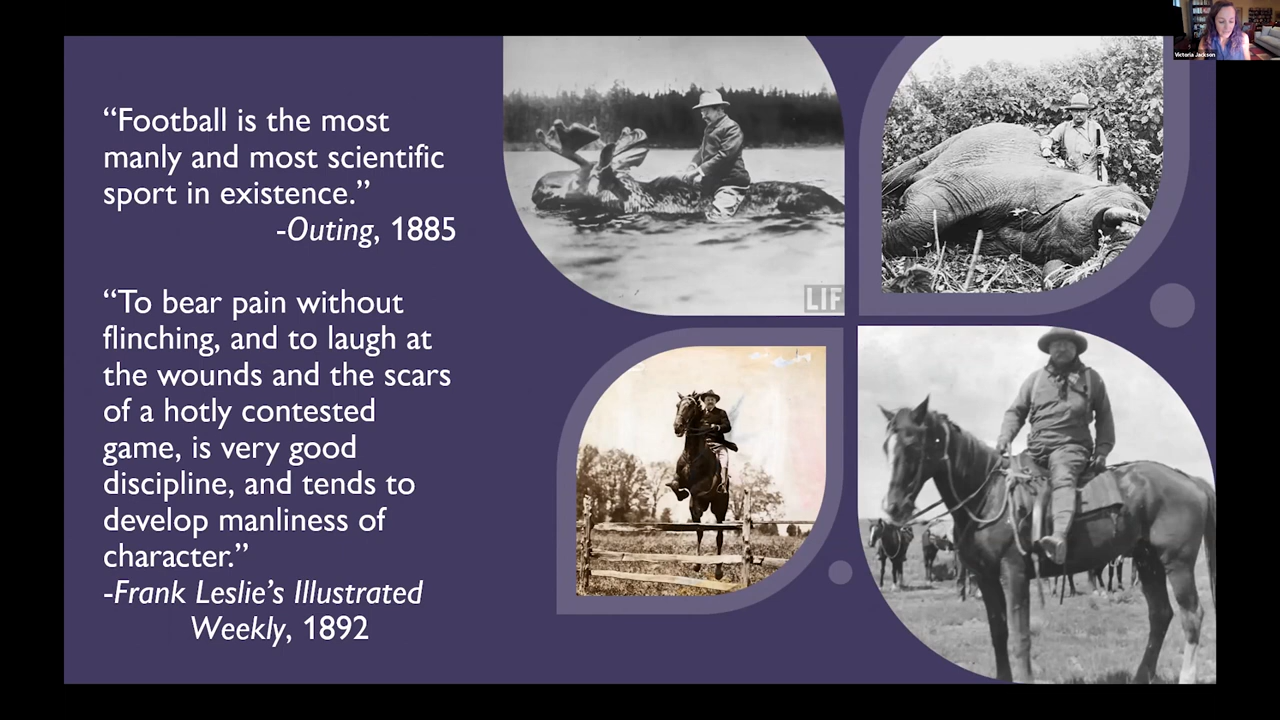 “Football is the most
manly and most scientific
sport in existence.”
-Outing, 1885
“To bear pain without
flinching, and to laugh at
the wounds and the scars
of a hotly contested
game, is very good
discipline, and tends to
develop manliness of
character.”
-Frank Leslie’s Illustrated
Weekly, 1892
LIF
Victoria Jackson